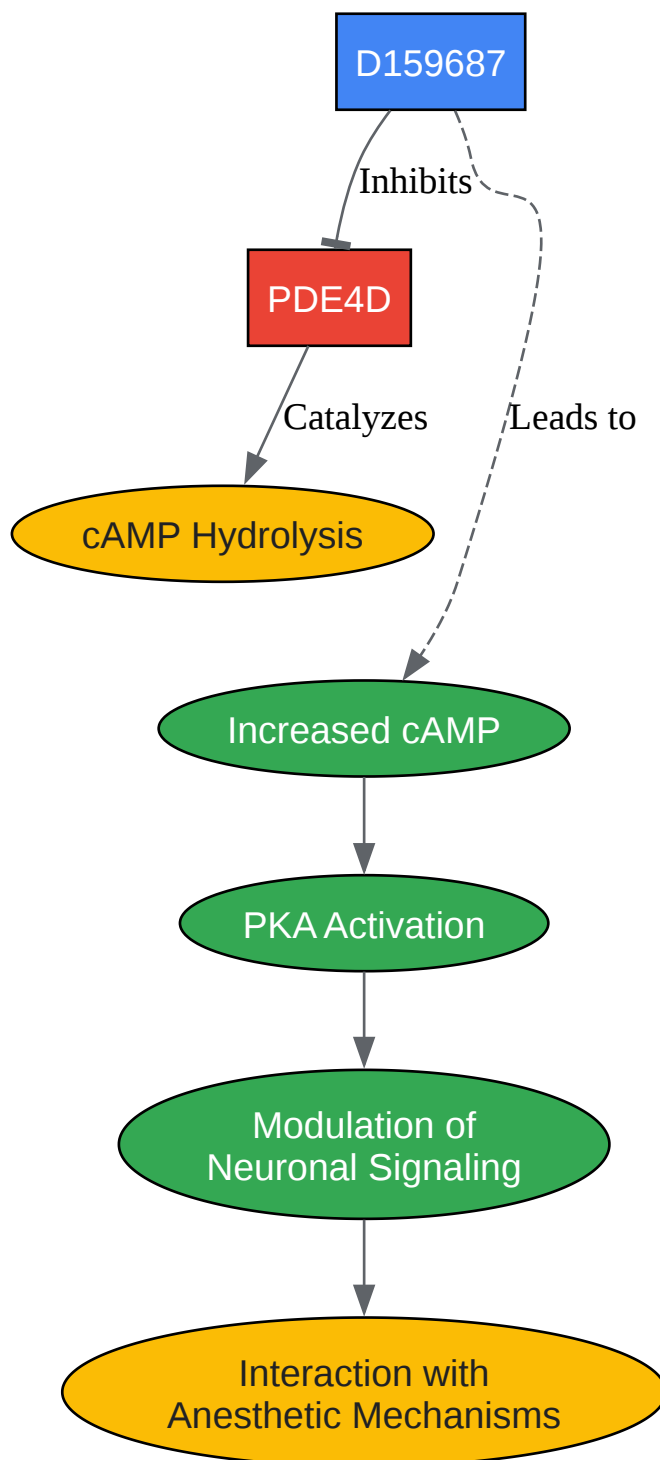 D159687
Inhibits
PDE4D
Catalyzes
Leads to
cAMP Hydrolysis
Increased cAMP
PKA Activation
Modulation of
Neuronal Signaling
Interaction with
Anesthetic Mechanisms